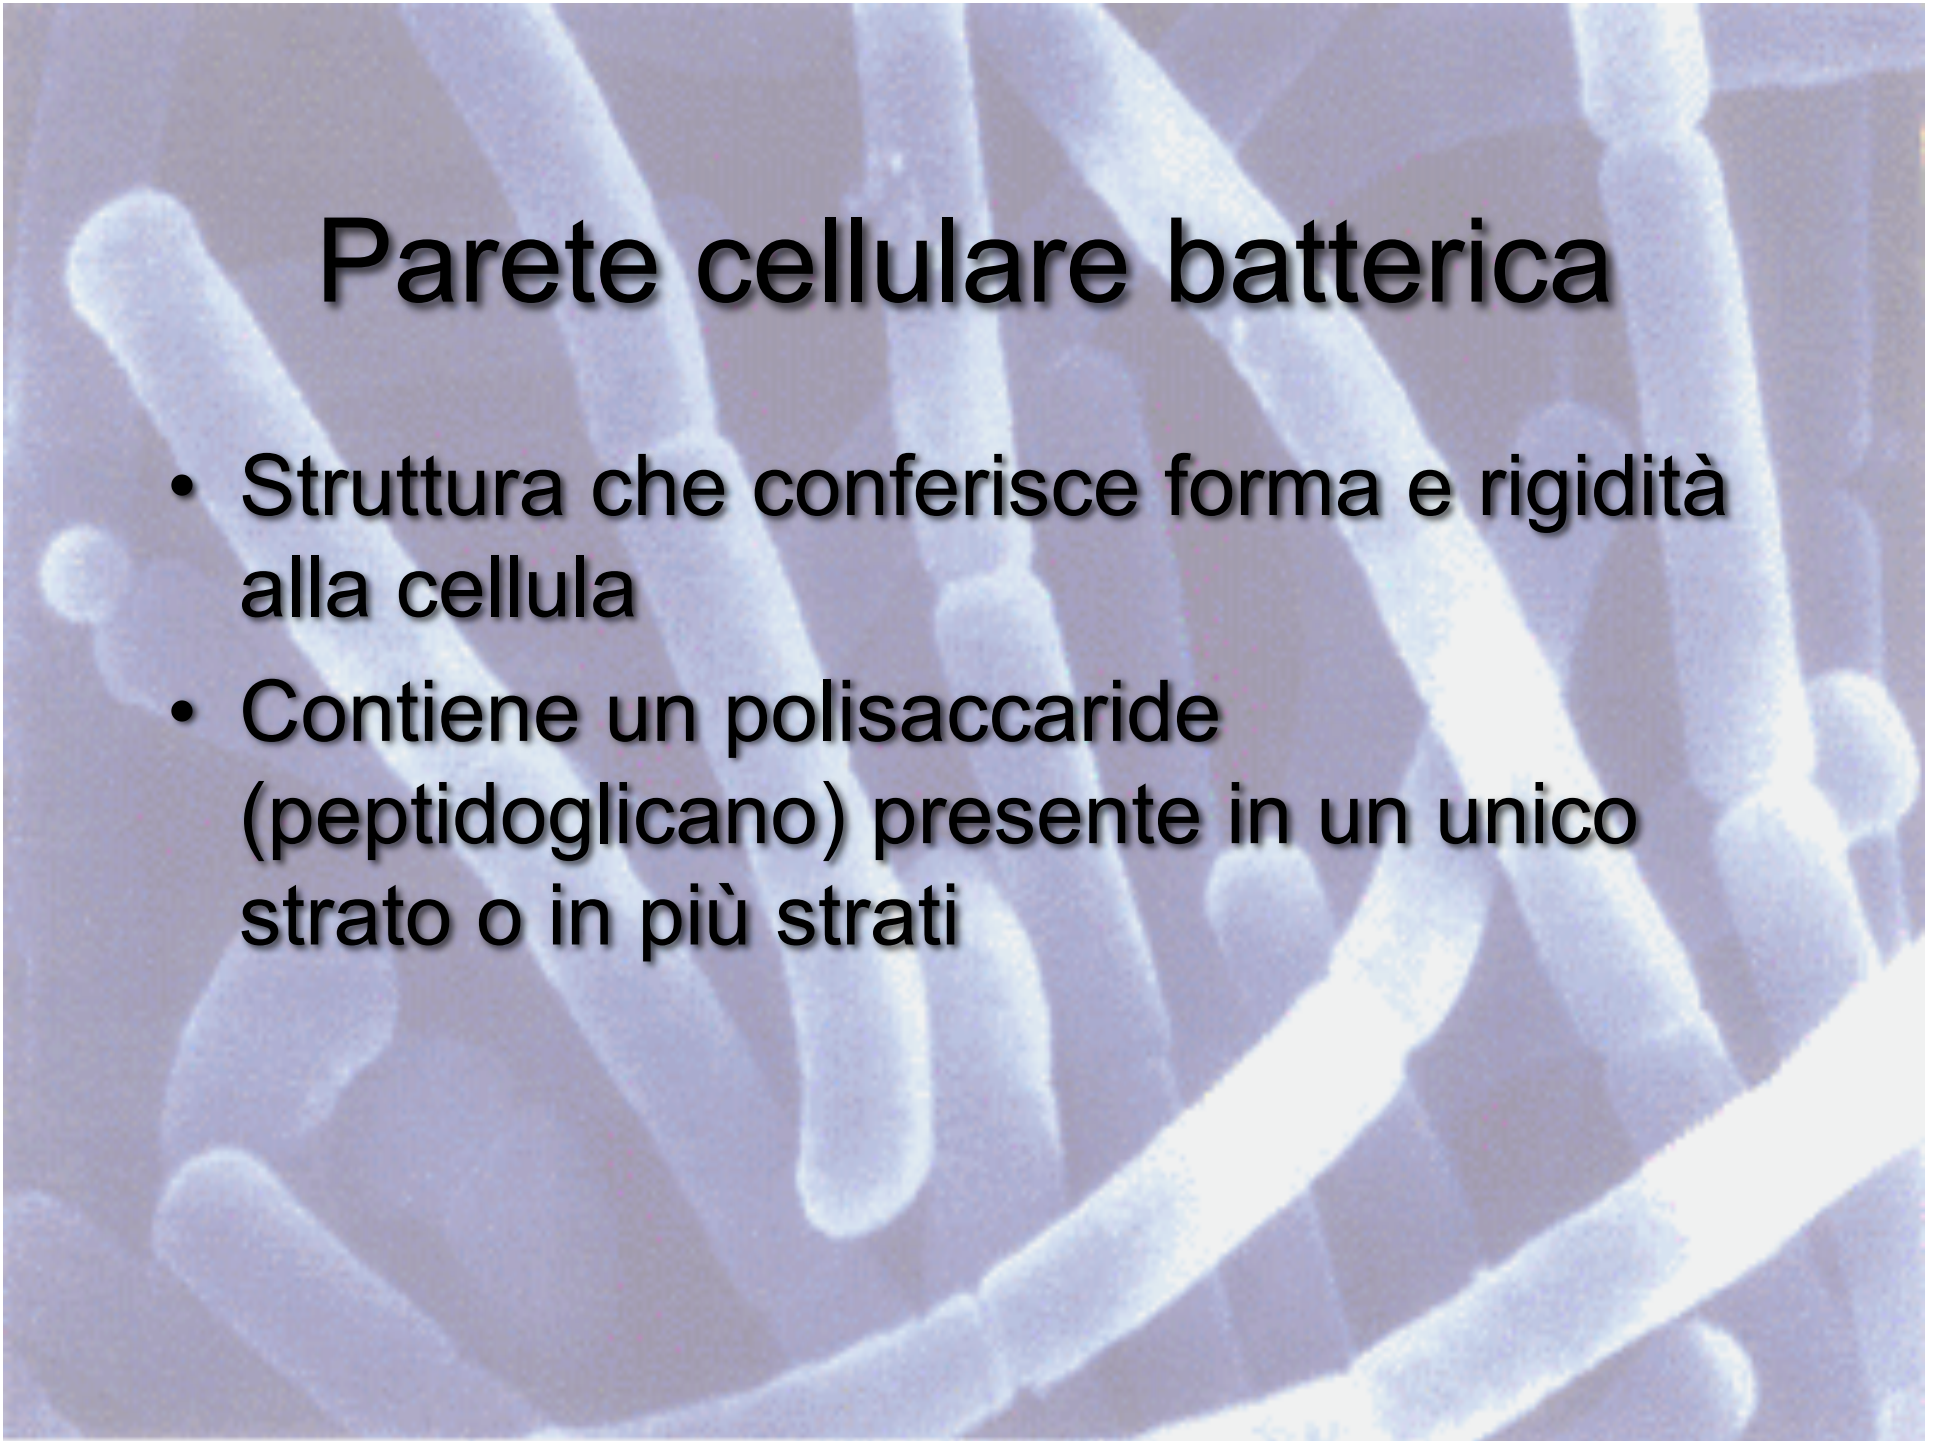 Parete cellulare batterica
• Struttura che conferisce forma e rigidità
alla cellula
• Contiene un polisaccaride
(peptidoglicano) presente in un unico
strato o in più strati